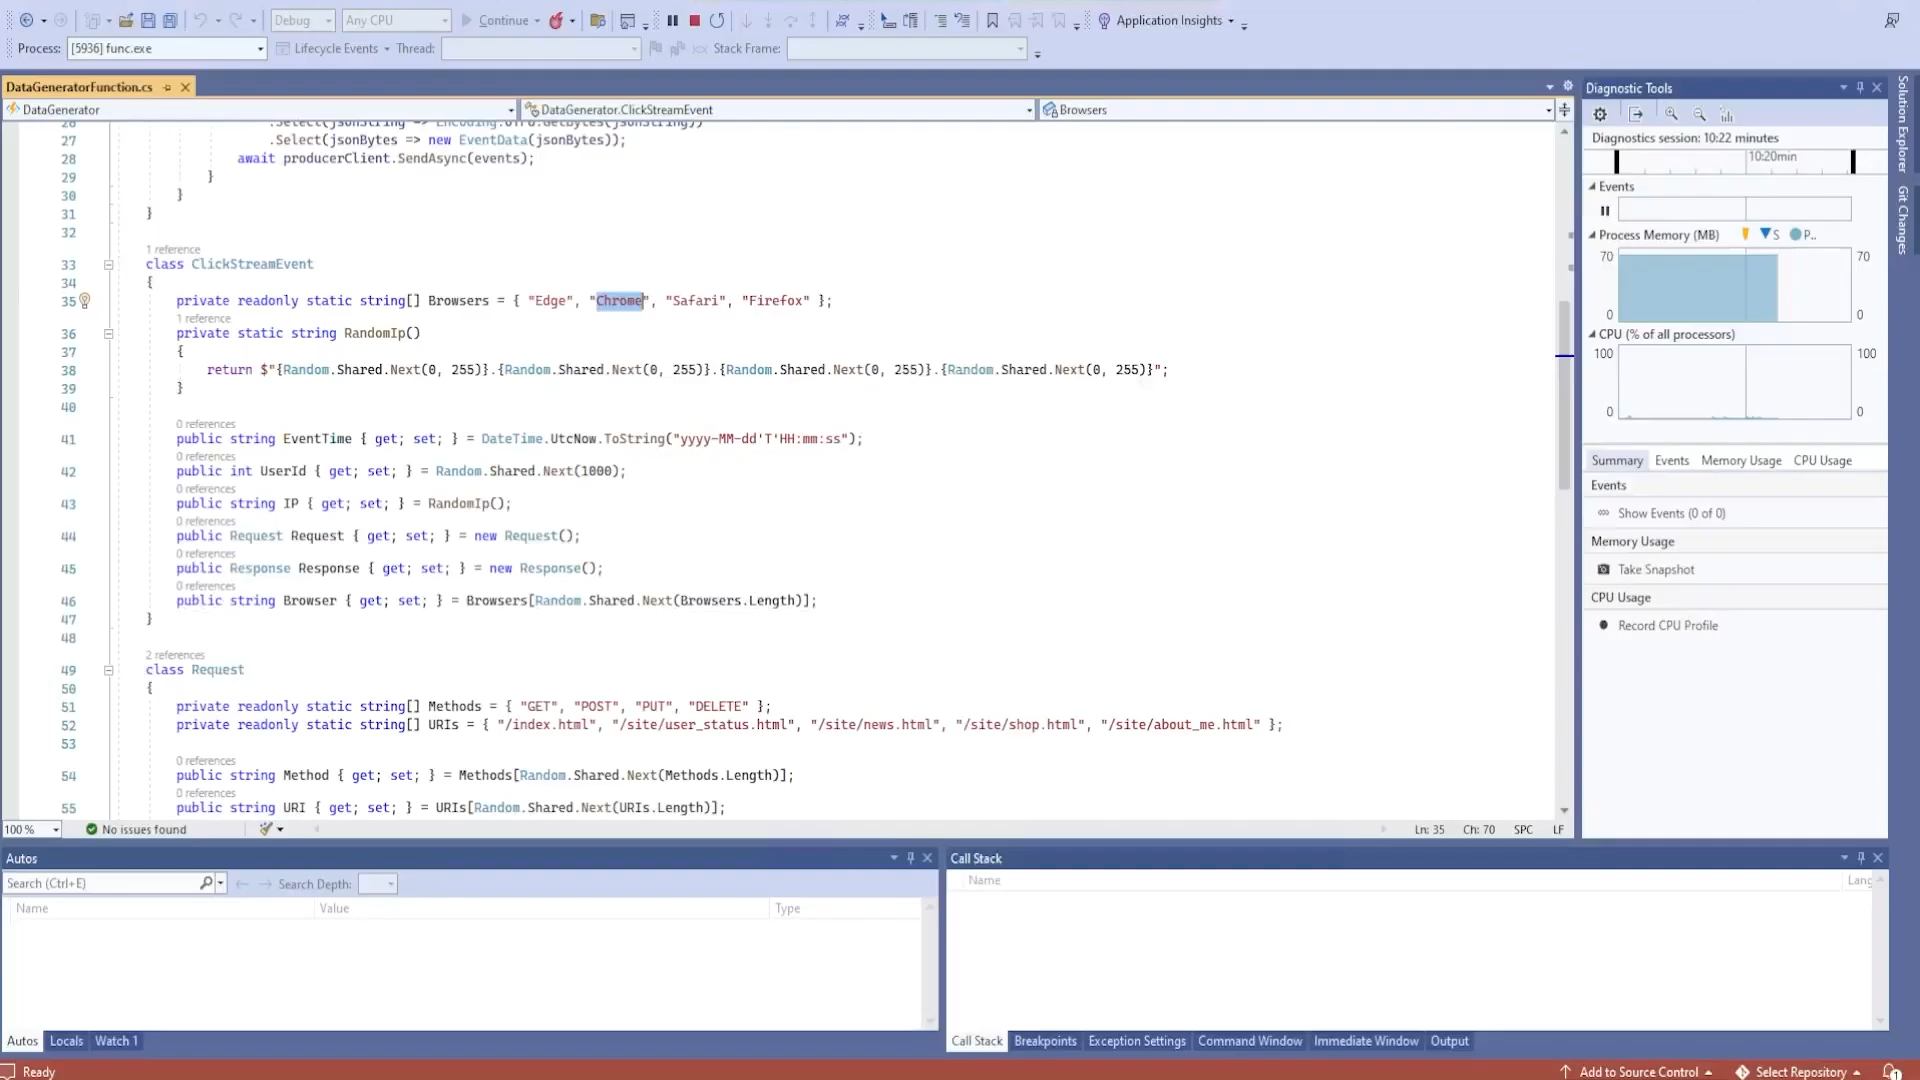 Debug
Any CPU
Continue
Application Insights
Process: [5936] func.exe
Lifecycle Events
Thread:
Stack Frame:
DataGeneratorFunction.cs
DataGenerator
DataGenerator.ClickStreamEvent
Browsers
27 .Select(jsonBytes => new EventData(jsonBytes));
28 await producerClient.SendAsync(events);
29 }
30 }
31 }
32
1 reference
33 class ClickStreamEvent
34 {
35 private readonly static string[] Browsers = { "Edge", "Chrome", "Safari", "Firefox" };
1 reference
36 private static string RandomIp()
37 {
38 return $"{Random.Shared.Next(0, 255)}.{Random.Shared.Next(0, 255)}.{Random.Shared.Next(0, 255)}.{Random.Shared.Next(0, 255)}";
39 }
40
0 references
41 public string EventTime { get; set; } = DateTime.UtcNow.ToString("yyyy-MM-dd'T'HH:mm:ss");
0 references
42 public int UserId { get; set; } = Random.Shared.Next(1000);
0 references
43 public string IP { get; set; } = RandomIp();
0 references
44 public Request Request { get; set; } = new Request();
0 references
45 public Response Response { get; set; } = new Response();
0 references
46 public string Browser { get; set; } = Browsers[Random.Shared.Next(Browsers.Length)];
47 }
48
2 references
49 class Request
50 {
51 private readonly static string[] Methods = { "GET", "POST", "PUT", "DELETE" };
52 private readonly static string[] URIs = { "/index.html", "/site/user_status.html", "/site/news.html", "/site/shop.html", "/site/about_me.html" };
53
0 references
54 public string Method { get; set; } = Methods[Random.Shared.Next(Methods.Length)];
0 references
55 public string URI { get; set; } = URIs[Random.Shared.Next(URIs.Length)];
100 %
No issues found
Ln: 35 Ch: 70 SPC LF
Diagnostic Tools
Diagnostics session: 10:22 minutes
10:20min
Events
Process Memory (MB) S P..
70 70
0 0
CPU (% of all processors)
100 100
0 0
Summary Events Memory Usage CPU Usage
Events
Show Events (0 of 0)
Memory Usage
Take Snapshot
CPU Usage
Record CPU Profile
Solution Explorer
Git Changes
Autos
Search (Ctrl+E)
Search Depth:
Name Value Type
Autos Locals Watch 1
Call Stack
Name Lang
Call Stack Breakpoints Exception Settings Command Window Immediate Window Output
Ready
Add to Source Control
Select Repository
1